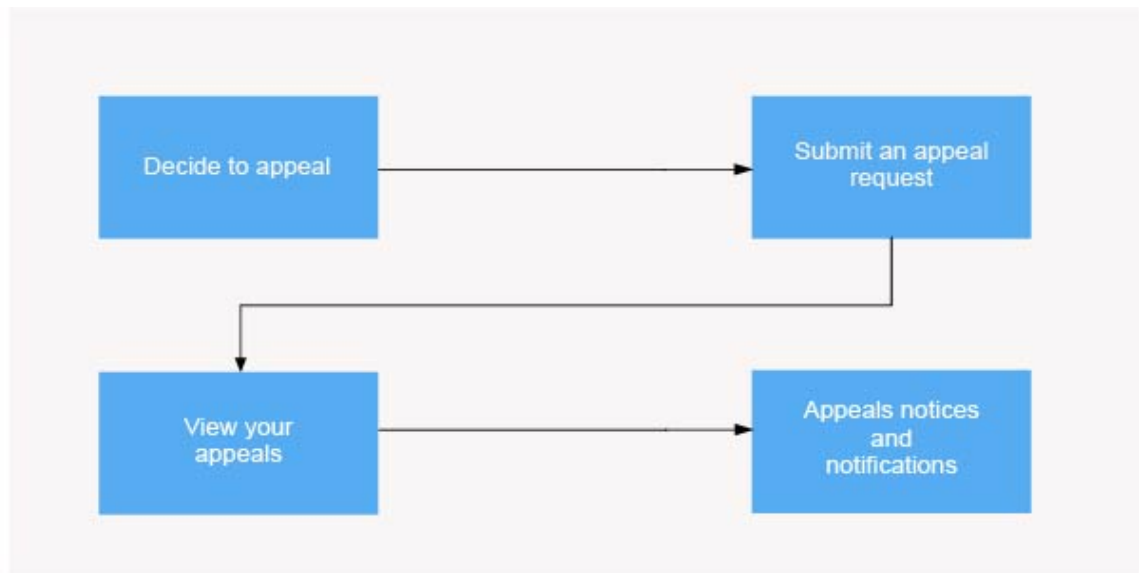 Decide to appeal
Submit an appeal
request
View your
appeals
Appeals notices
and
notifications